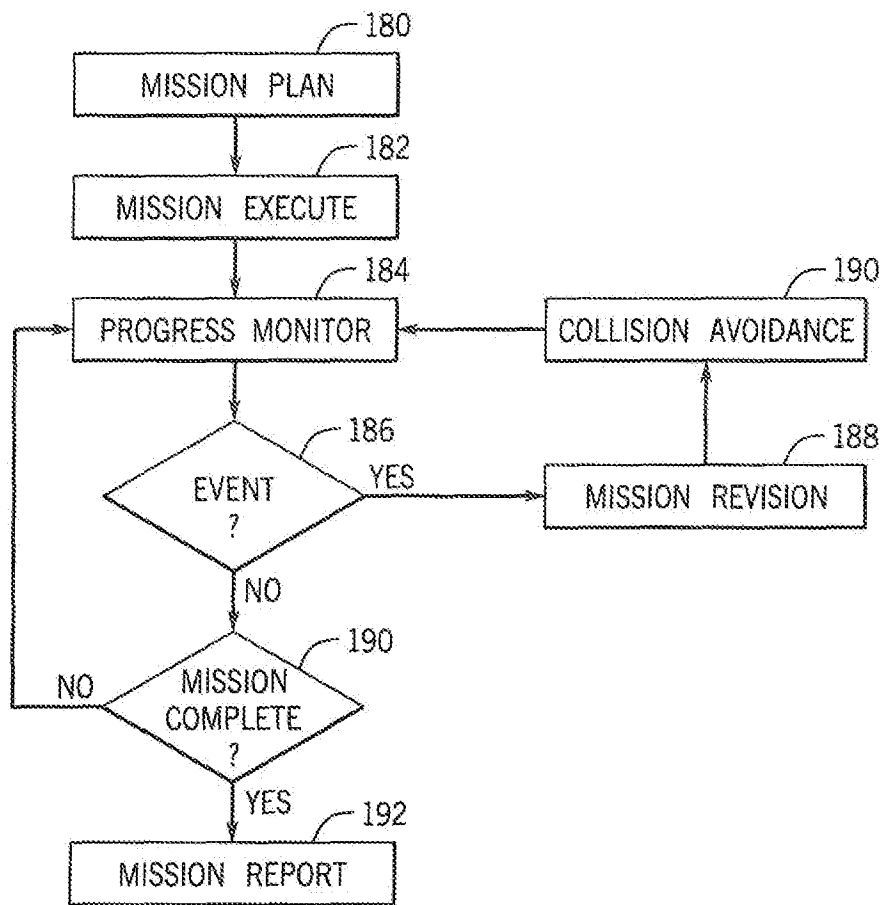 180
MISSION PLAN
182
MISSION EXECUTE
184
PROGRESS MONITOR
190
COLLISION AVOIDANCE
186
EVENT
?
YES
188
MISSION REVISION
NO
190
MISSION
COMPLETE
?
NO
YES
192
MISSION REPORT